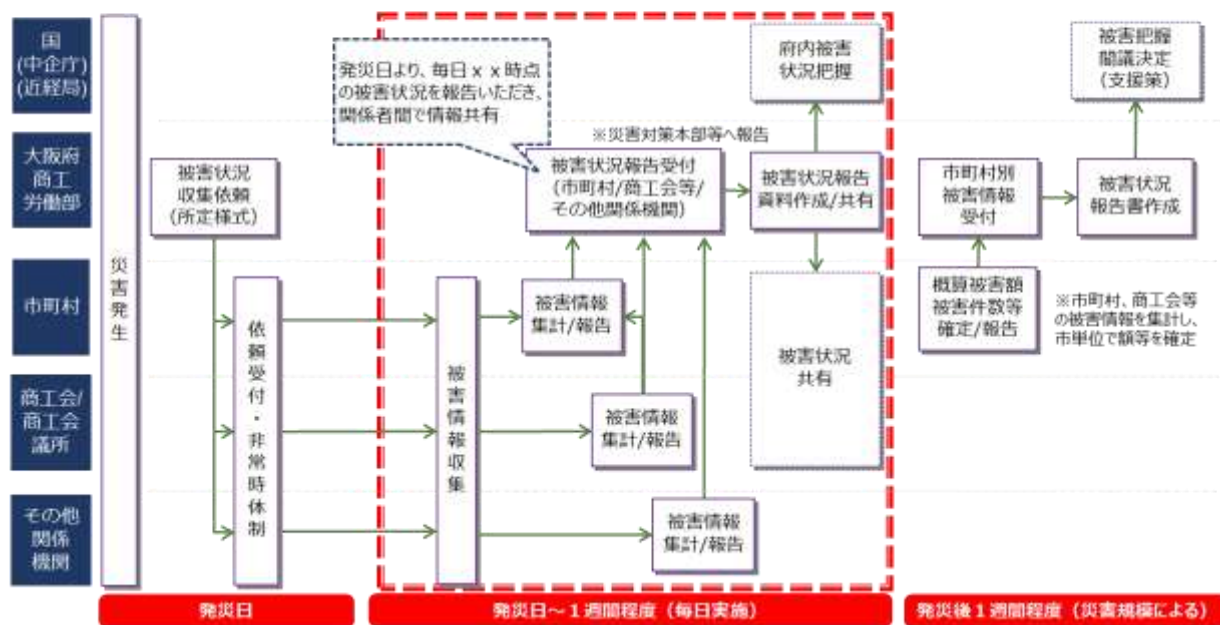 国
(中企庁)
(近経局)
大阪府
商工
労働部
市町村
商工会/
商工会
議所
その他
関係
機関
災害発生
被害状況
収集依頼
(所定様式)
依頼受付・非常時体制
発災日より、毎日ｘｘ時点
の被害状況を報告いただき、
関係者間で情報共有
被害情報収集
※災害対策本部等へ報告
被害状況報告受付
(市町村/商工会等/
その他関係機関)
被害情報
集計/報告
被害情報
集計/報告
被害情報
集計/報告
府内被害
状況把握
被害状況報告
資料作成/共有
被害状況
共有
市町村別
被害情報
受付
概算被害額
被害件数等
確定/報告
被害把握
閣議決定
(支援策)
被害状況
報告書作成
※市町村、商工会等
の被害情報を集計し、
市単位で額等を確定
発災日
発災日～１週間程度（毎日実施）
発災後１週間程度（災害規模による）